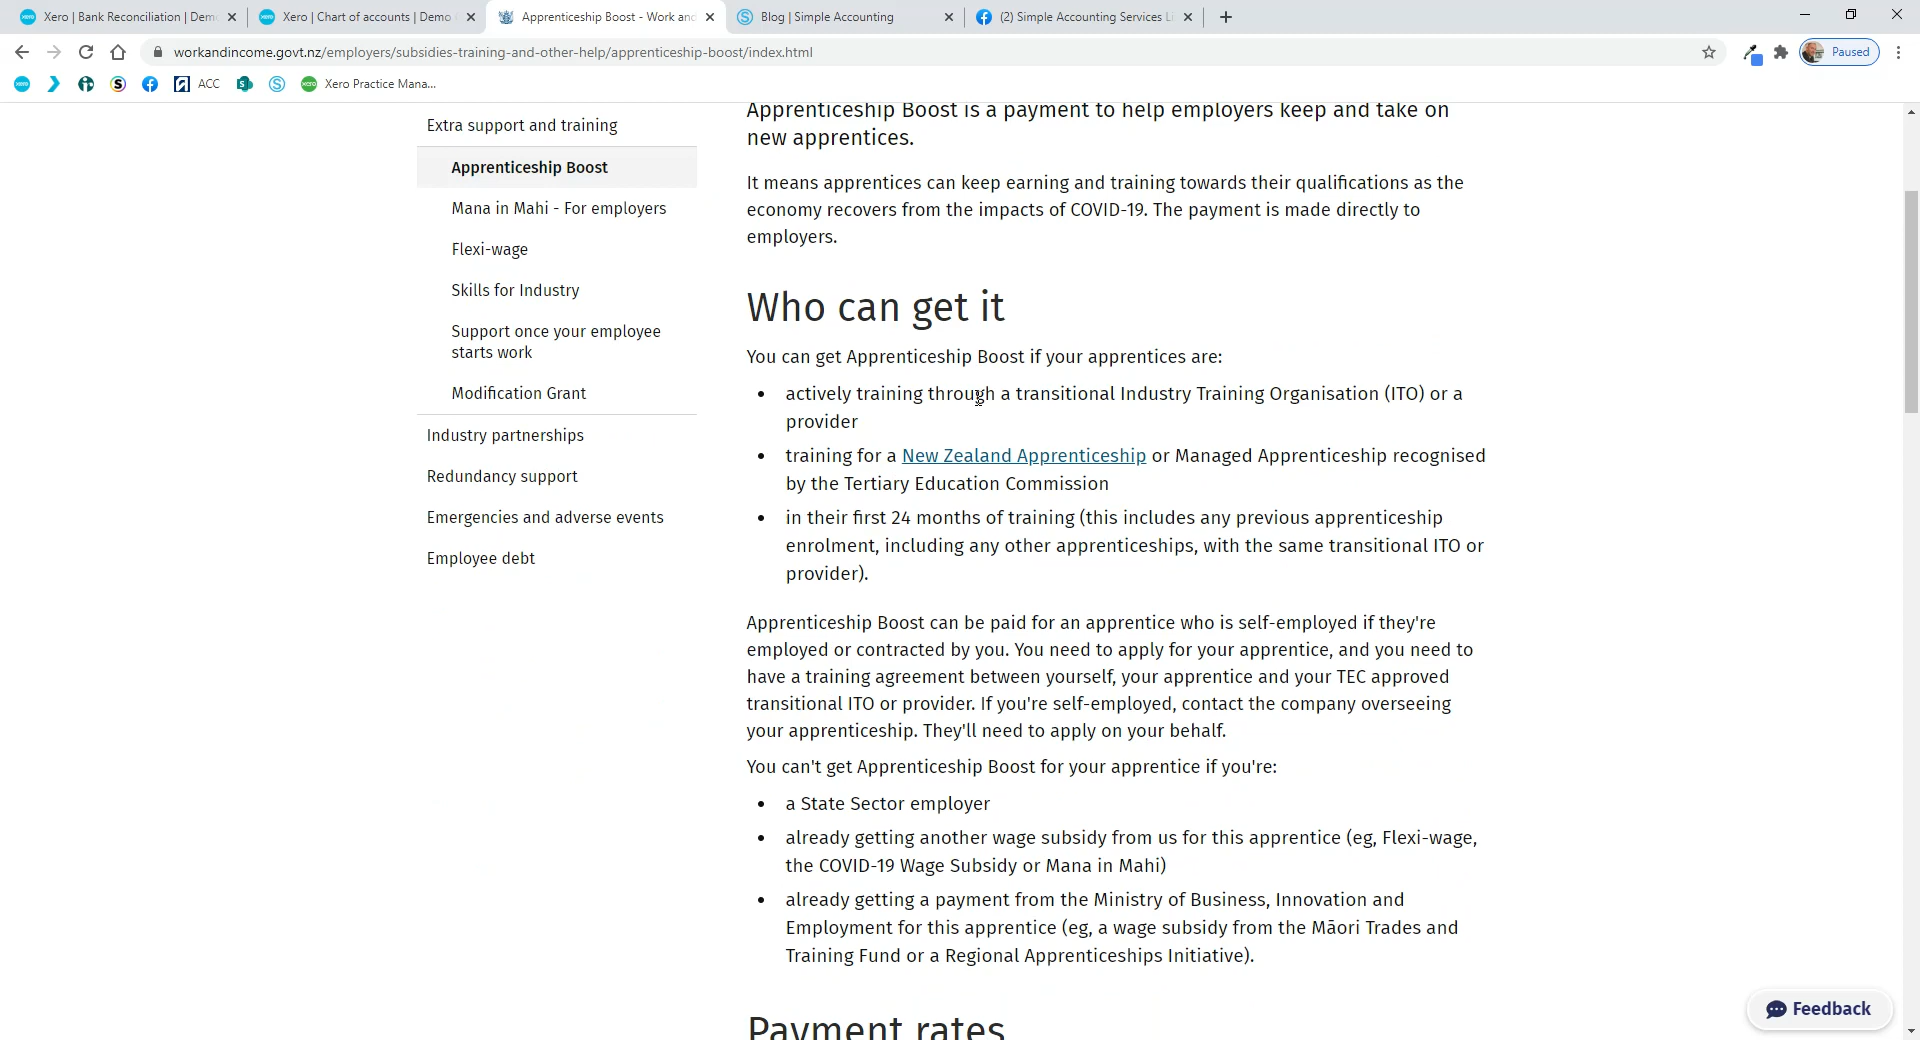 Xero | Bank Reconciliation | Dem
Xero | Chart of accounts | Demo
Apprenticeship Boost - Work and
Blog | Simple Accounting
(2) Simple Accounting Services Li
workandincome.govt.nz/employers/subsidies-training-and-other-help/apprenticeship-boost/index.html
Paused
ACC
Xero Practice Mana...
Extra support and training
Apprenticeship Boost
Mana in Mahi - For employers
Flexi-wage
Skills for Industry
Support once your employee
starts work
Modification Grant
Industry partnerships
Redundancy support
Emergencies and adverse events
Employee debt
Apprenticeship Boost is a payment to help employers keep and take on
new apprentices.
It means apprentices can keep earning and training towards their qualifications as the
economy recovers from the impacts of COVID-19. The payment is made directly to
employers.
Who can get it
You can get Apprenticeship Boost if your apprentices are:
• actively training through a transitional Industry Training Organisation (ITO) or a
provider
• training for a New Zealand Apprenticeship or Managed Apprenticeship recognised
by the Tertiary Education Commission
• in their first 24 months of training (this includes any previous apprenticeship
enrolment, including any other apprenticeships, with the same transitional ITO or
provider).
Apprenticeship Boost can be paid for an apprentice who is self-employed if they're
employed or contracted by you. You need to apply for your apprentice, and you need to
have a training agreement between yourself, your apprentice and your TEC approved
transitional ITO or provider. If you're self-employed, contact the company overseeing
your apprenticeship. They'll need to apply on your behalf.
You can't get Apprenticeship Boost for your apprentice if you're:
• a State Sector employer
• already getting another wage subsidy from us for this apprentice (eg, Flexi-wage,
the COVID-19 Wage Subsidy or Mana in Mahi)
• already getting a payment from the Ministry of Business, Innovation and
Employment for this apprentice (eg, a wage subsidy from the Māori Trades and
Training Fund or a Regional Apprenticeships Initiative).
Payment rates
Feedback